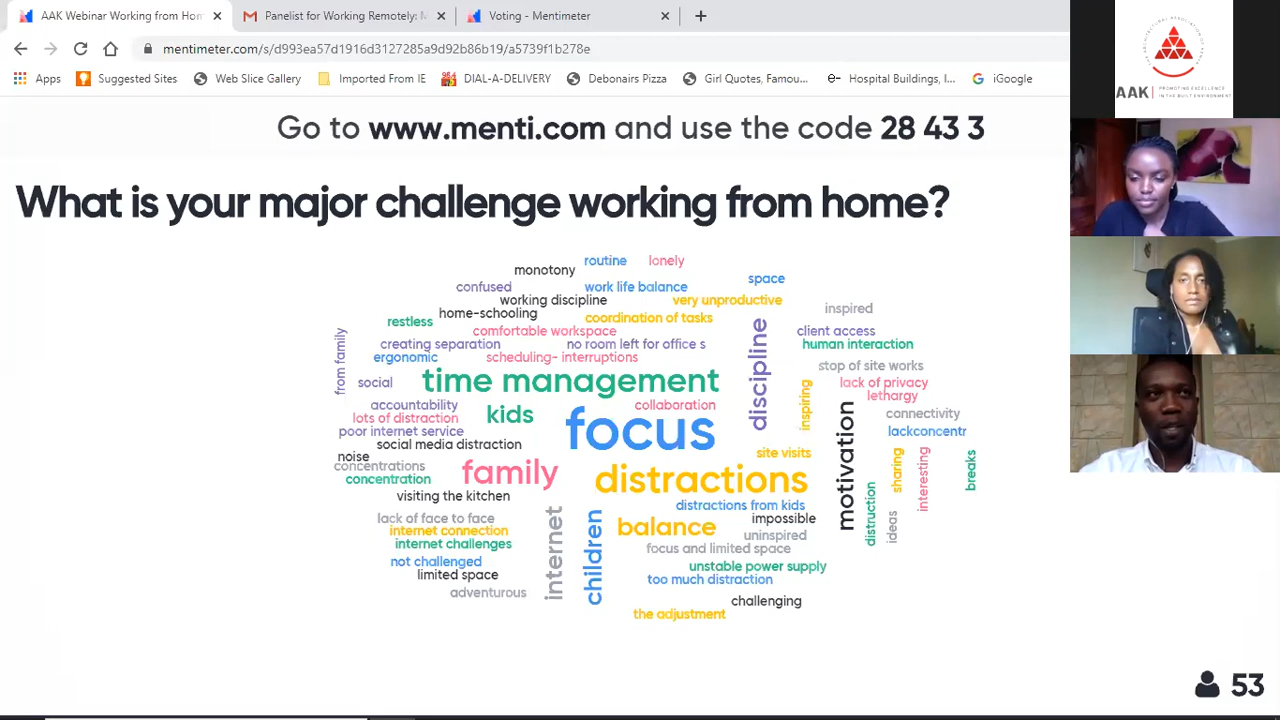 AAK Webinar Working from Hom
Panelist for Working Remotely: M
Voting - Mentimeter
mentimeter.com/s/d993ea57d1916d3127285a9d92b86b19/a5739f1b278e
Apps
Suggested Sites
Web Slice Gallery
Imported From IE
DIAL-A-DELIVERY
Debonairs Pizza
Girl Quotes, Famou...
Hospital Buildings, I...
iGoogle
AAK
PROMOTING EXCELLENCE
IN THE BUILT ENVIRONMENT
Go to www.menti.com and use the code 28 43 3
What is your major challenge working from home?
routine
lonely
monotony
space
confused
work life balance
working discipline
very unproductive
home-schooling
inspired
restless
coordination of tasks
comfortable workspace
client access
from family
creating separation
no room left for office s
discipline
human interaction
ergonomic
scheduling- interruptions
stop of site works
social
time management
inspiring
lack of privacy
lethargy
accountability
kids
collaboration
motivation
connectivity
lots of distraction
focus
poor internet service
lackconcentr
social media distraction
site visits
noise
concentrations
family
distractions
sharing
interesting
breaks
concentration
visiting the kitchen
distractions from kids
lack of face to face
internet
children
balance
impossible
distruction
ideas
internet connection
uninspired
internet challenges
focus and limited space
not challenged
unstable power supply
limited space
too much distraction
adventurous
challenging
the adjustment
53